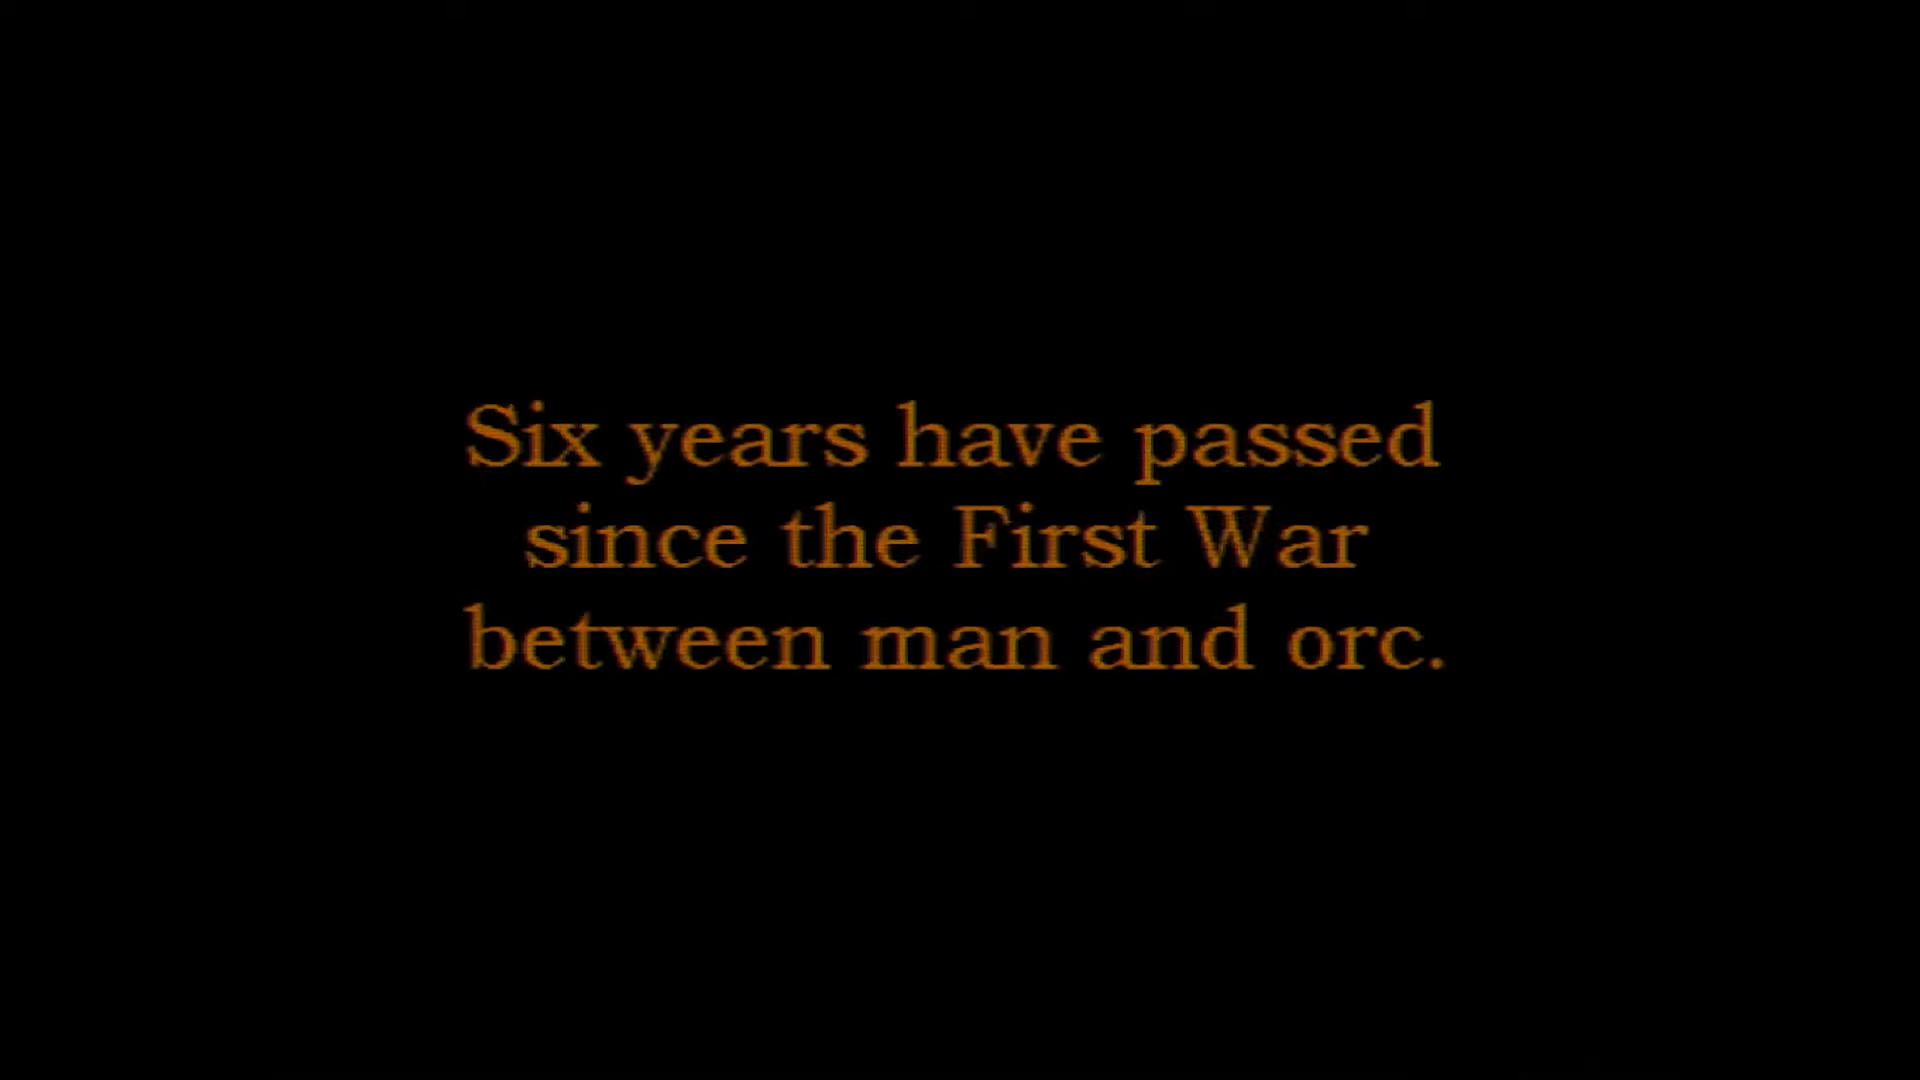 Six years have passed
since the First War
between man and orc.